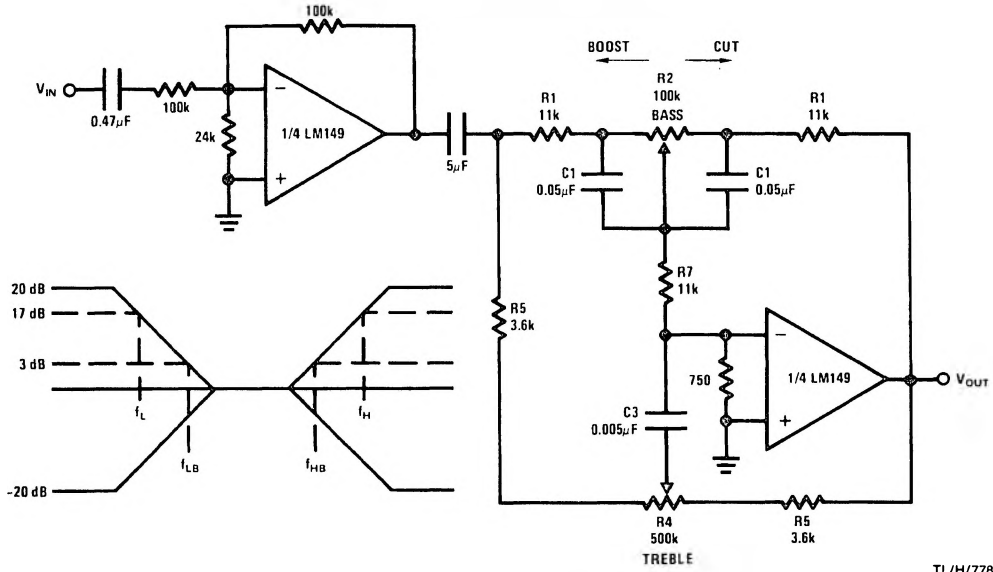 100k
V_IN
0.47μF
100k
24k
−
+
1/4 LM149
5μF
BOOST
CUT
R2
100k
BASS
R1
11k
R1
11k
C1
0.05μF
C1
0.05μF
R7
11k
R5
3.6k
750
−
+
1/4 LM149
V_OUT
C3
0.005μF
R4
500k
TREBLE
R5
3.6k
20 dB
17 dB
3 dB
-20 dB
f_L
f_LB
f_HB
f_H
TL/H/778